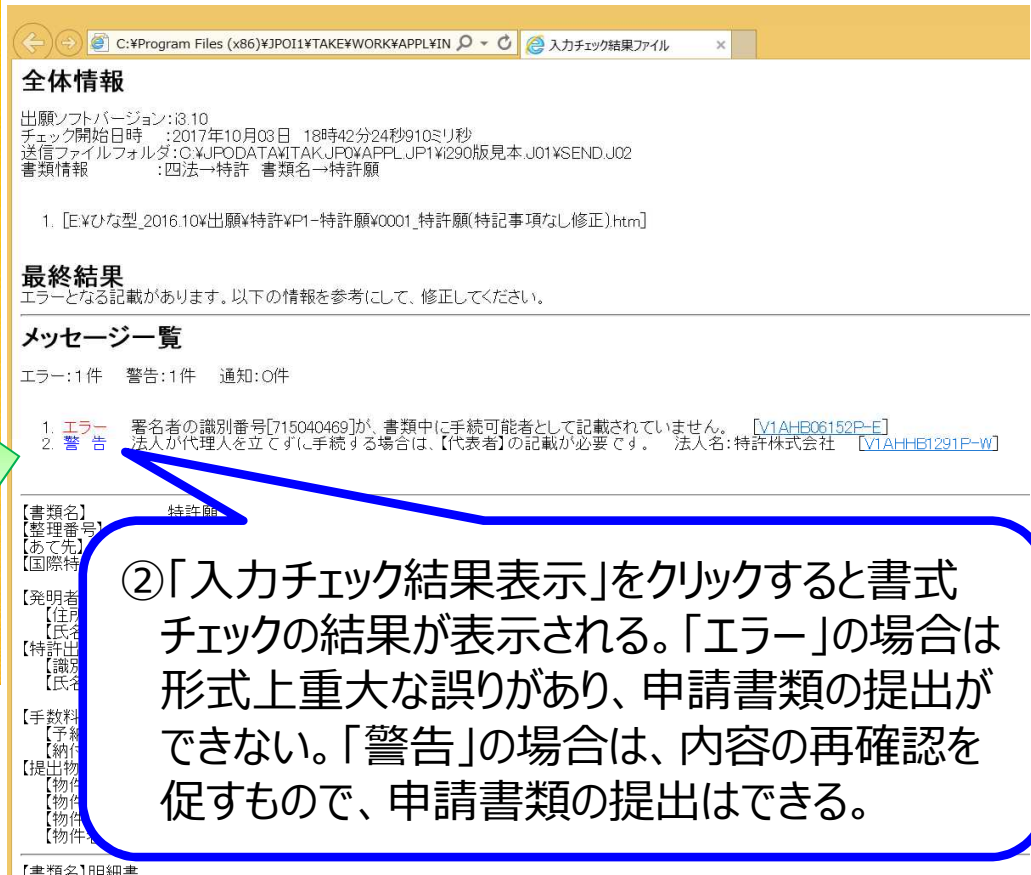 C:¥Program Files (x86)¥JPOI1¥TAKE¥WORK¥APPL¥IN
入力チェック結果ファイル
全体情報
出願ソフトバージョン:i3.10
チェック開始日時 :2017年10月03日 18時42分24秒910ミリ秒
送信ファイルフォルダ:C:¥JPODATA¥ITAK.JP0¥APPL.JP1¥i290版見本.J01¥SEND.J02
書類情報 :四法→特許 書類名→特許願
1. [E:¥ひな型_2016.10¥出願¥特許¥P1-特許願¥0001_特許願(特記事項なし修正).htm]
最終結果
エラーとなる記載があります。以下の情報を参考にして、修正してください。
メッセージ一覧
エラー:1件 警告:1件 通知:0件
1. エラー 署名者の識別番号[715040469]が、書類中に手続可能者として記載されていません。 [V1AHB06152P-E]
2. 警 告 法人が代理人を立てずに手続する場合は、【代表者】の記載が必要です。 法人名:特許株式会社 [V1AHHB1291P-W]
【書類名】 特許願
【整理番号】
【あて先】
【国際特
【発明者
【住所
【氏名
【特許出
【識別
【氏名
【手数料
【予納
【納付
【提出物
【物件
【物件
【物件
【物件名
②「入力チェック結果表示」をクリックすると書式
チェックの結果が表示される。「エラー」の場合は
形式上重大な誤りがあり、申請書類の提出が
できない。「警告」の場合は、内容の再確認を
促すもので、申請書類の提出はできる。
【書類名】明細書